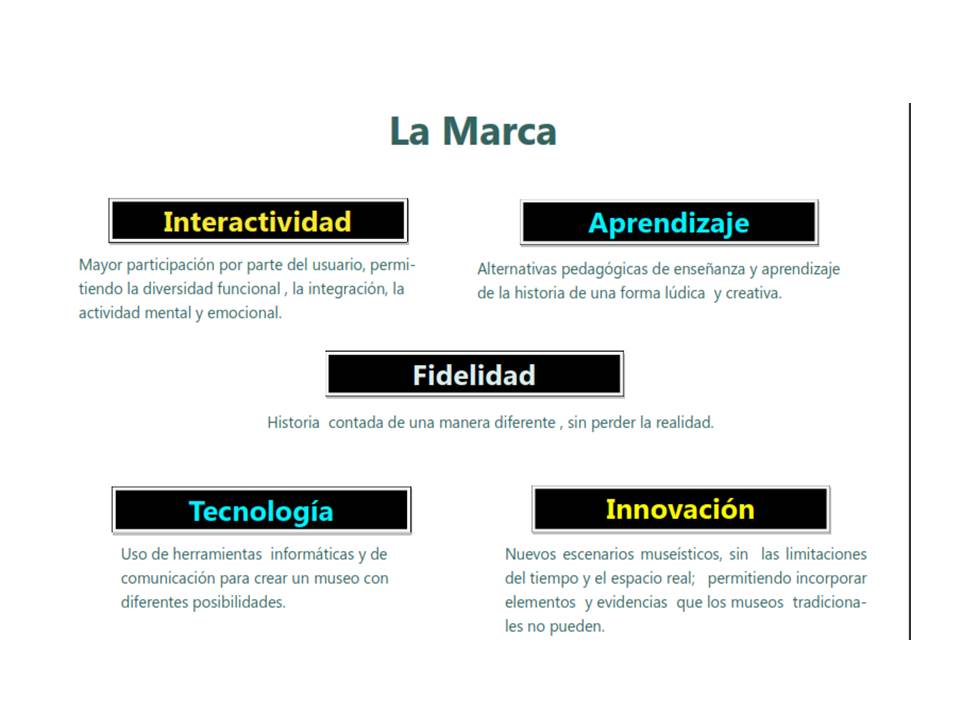 La Marca
Interactividad
Mayor participación por parte del usuario, permi-
tiendo la diversidad funcional , la integración, la
actividad mental y emocional.
Aprendizaje
Alternativas pedagógicas de enseñanza y aprendizaje
de la historia de una forma lúdica y creativa.
Fidelidad
Historia contada de una manera diferente , sin perder la realidad.
Tecnología
Uso de herramientas informáticas y de
comunicación para crear un museo con
diferentes posibilidades.
Innovación
Nuevos escenarios museísticos, sin las limitaciones
del tiempo y el espacio real; permitiendo incorporar
elementos y evidencias que los museos tradiciona-
les no pueden.